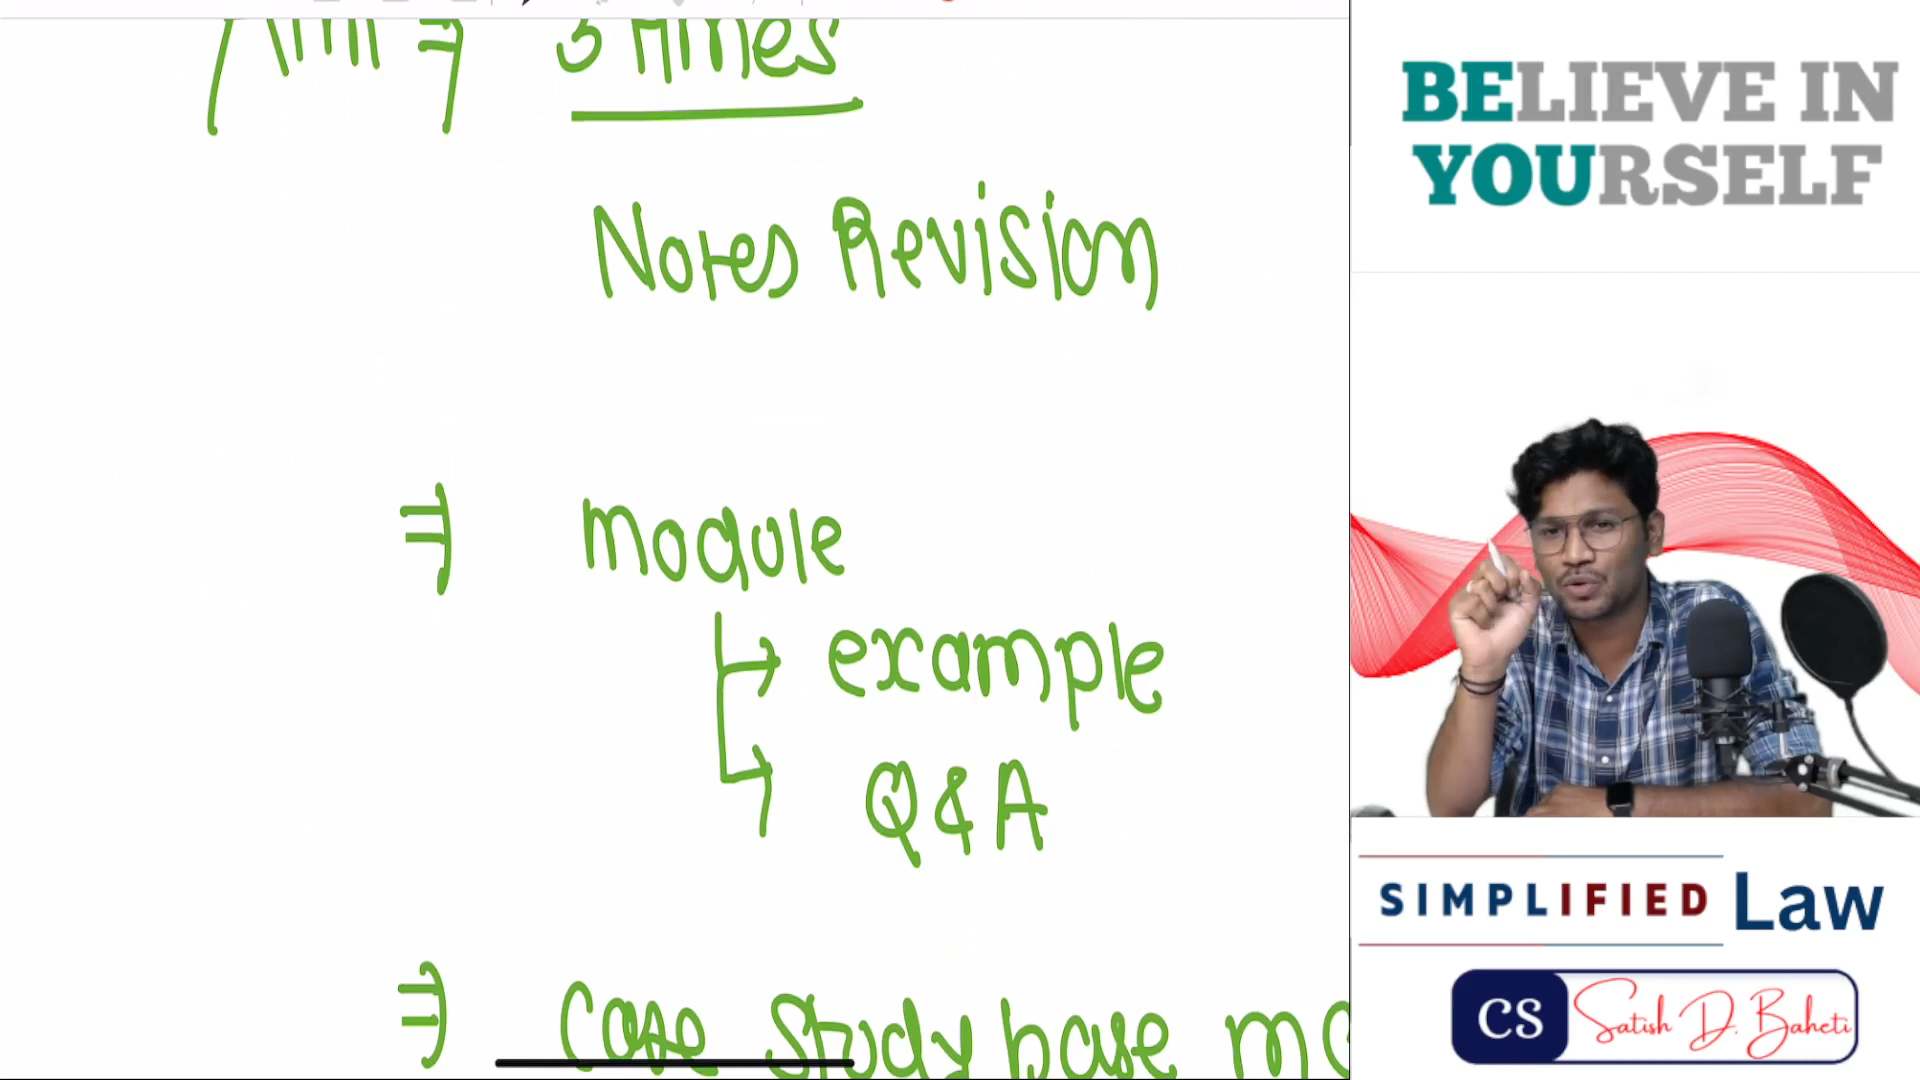 3 times
Notes Revision
⇒ module
→ example
→ Q & A
⇒ Case study base
BELIEVE IN
YOURSELF
SIMPLIFIED Law
CS Satish D. Baheti